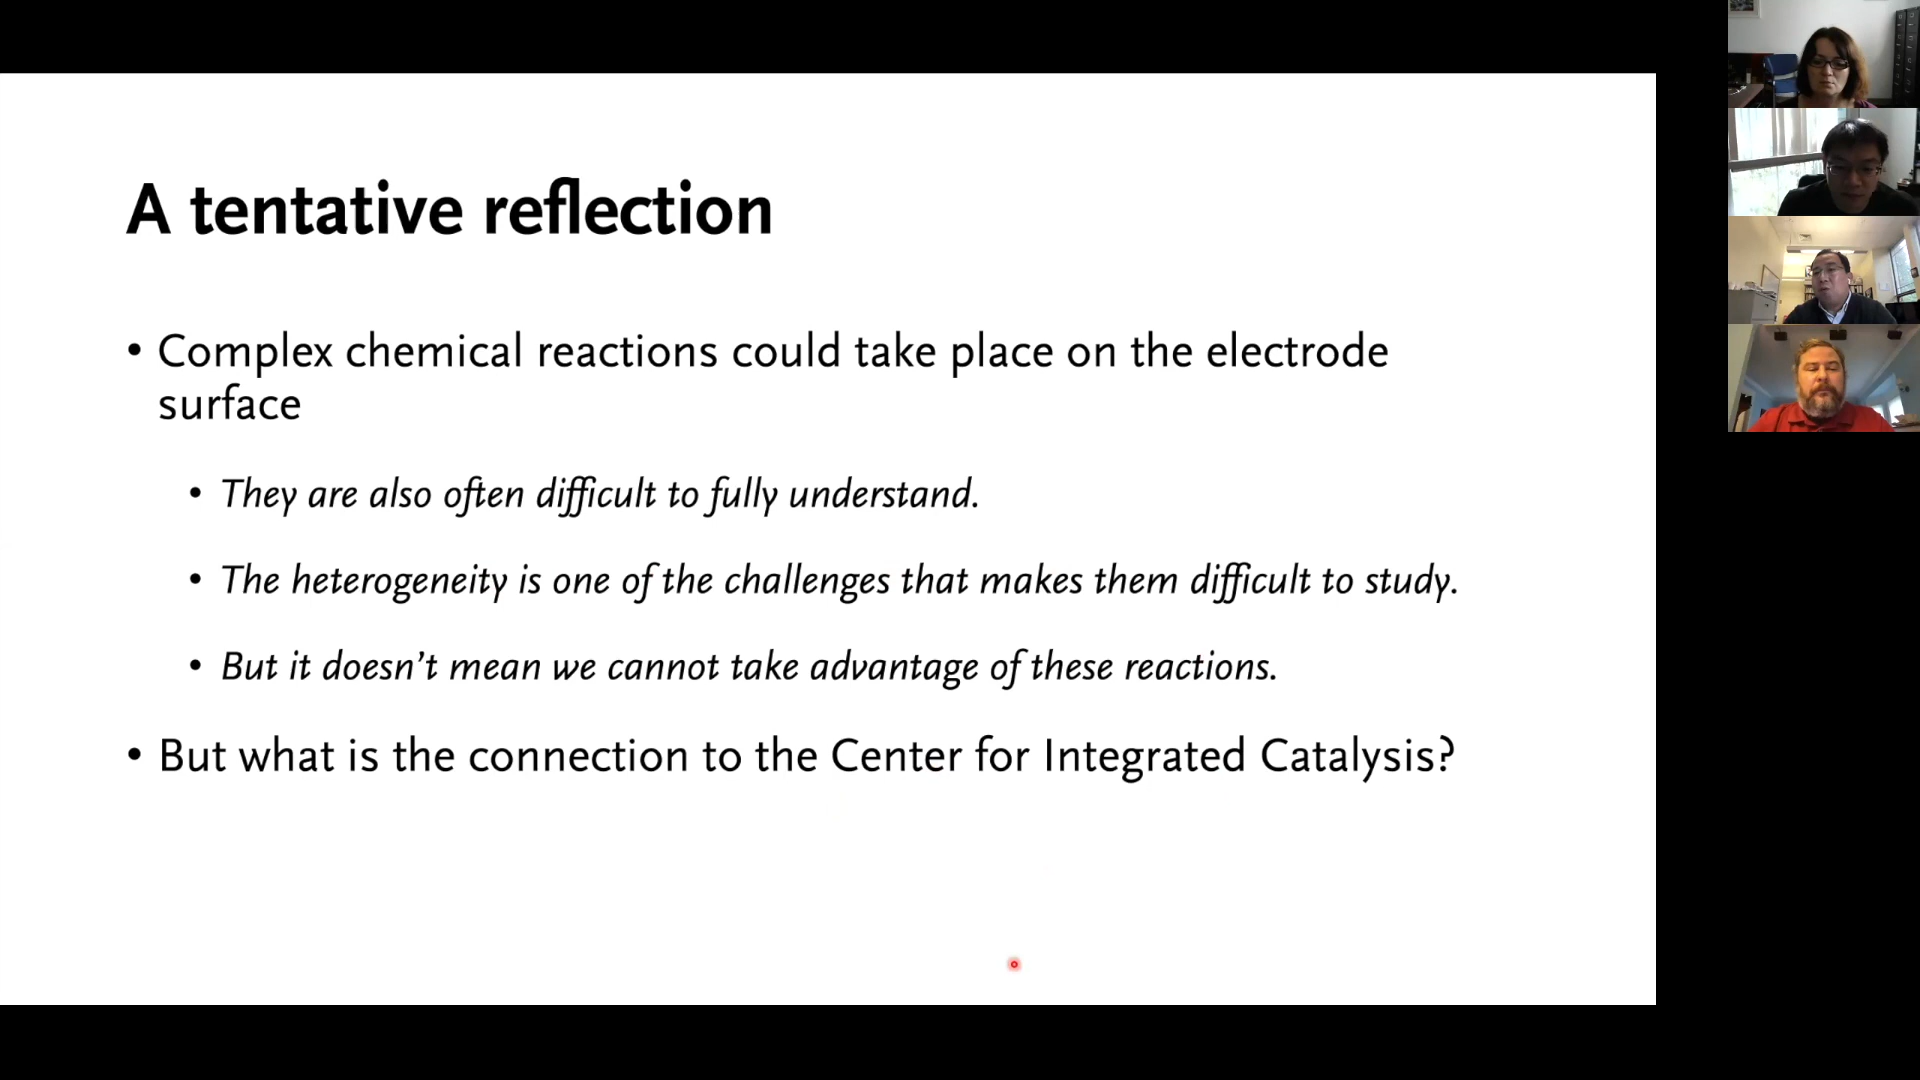 A tentative reflection
• Complex chemical reactions could take place on the electrode
surface
• They are also often difficult to fully understand.
• The heterogeneity is one of the challenges that makes them difficult to study.
• But it doesn’t mean we cannot take advantage of these reactions.
• But what is the connection to the Center for Integrated Catalysis?